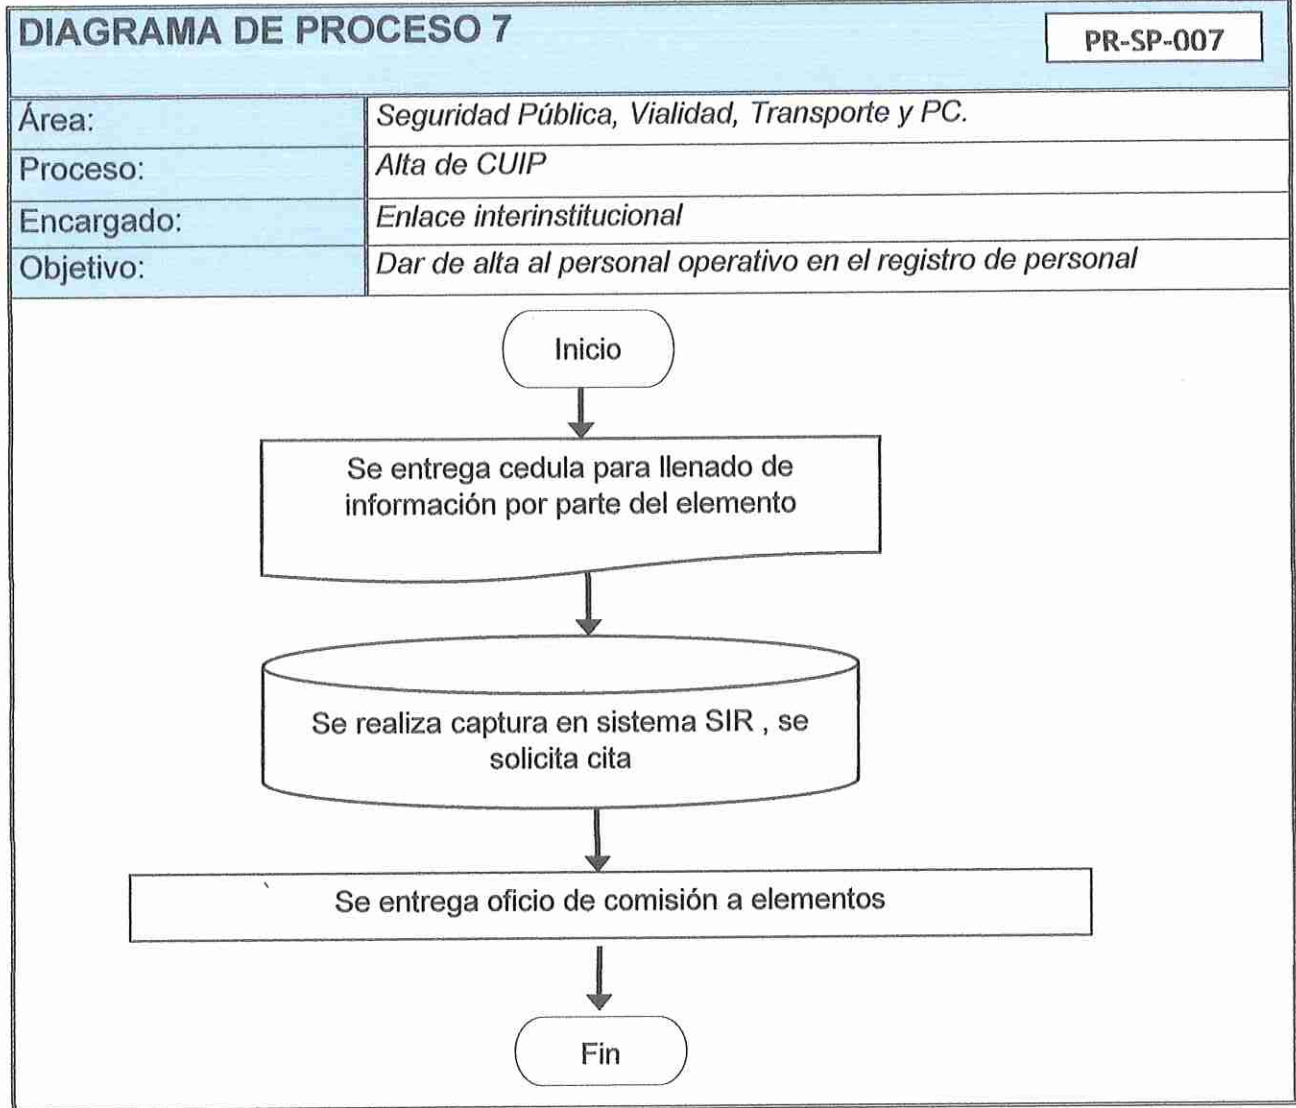 DIAGRAMA DE PROCESO 7
PR-SP-007
Área:
Seguridad Pública, Vialidad, Transporte y PC.
Proceso:
Alta de CUIP
Encargado:
Enlace interinstitucional
Objetivo:
Dar de alta al personal operativo en el registro de personal
Inicio
Se entrega cedula para llenado de
información por parte del elemento
Se realiza captura en sistema SIR , se
solicita cita
Se entrega oficio de comisión a elementos
Fin